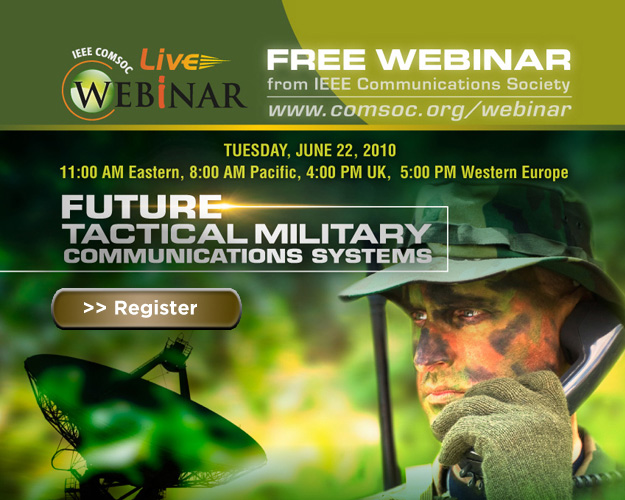 IEEE COMSOC
Live
WEBINAR
FREE WEBINAR
from IEEE Communications Society
www.comsoc.org/webinar
TUESDAY, JUNE 22, 2010
11:00 AM Eastern, 8:00 AM Pacific, 4:00 PM UK, 5:00 PM Western Europe
FUTURE
TACTICAL MILITARY
COMMUNICATIONS SYSTEMS
>> Register